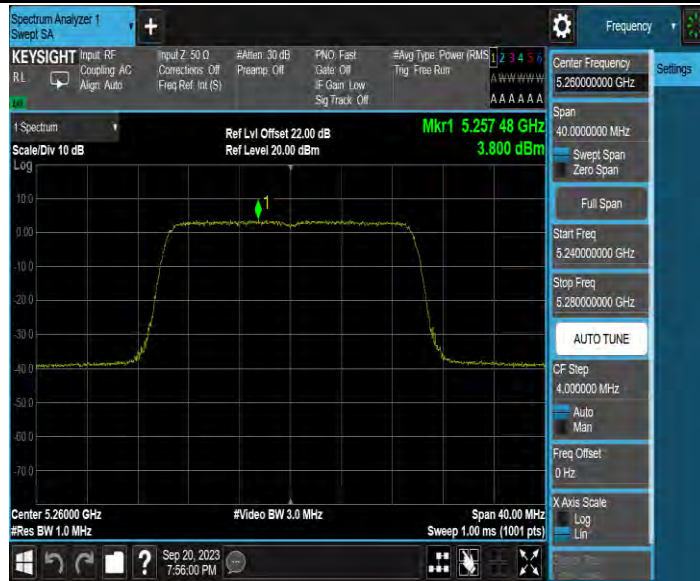 Spectrum Analyzer 1
Swept SA
+
Frequency
KEYSIGHT
RL
Input: RF
Coupling: AC
Align: Auto
Input Z: 50 Ω
Corrections: Off
Freq Ref: Int (S)
#Atten: 30 dB
Preamp: Off
PNO: Fast
Gate: Off
IF Gain: Low
Sig Track: Off
#Avg Type: Power (RMS
Trig: Free Run
1 2 3 4 5 6
A W W W W W
A A A A A A
1 Spectrum
Scale/Div 10 dB
Log
Ref Lvl Offset 22.00 dB
Ref Level 20.00 dBm
Mkr1 5.257 48 GHz
3.800 dBm
1
10.0
0.00
-10.0
-20.0
-30.0
-40.0
-50.0
-60.0
-70.0
Center 5.26000 GHz
#Res BW 1.0 MHz
#Video BW 3.0 MHz
Span 40.00 MHz
Sweep 1.00 ms (1001 pts)
?
Sep 20, 2023
7:56:00 PM
Center Frequency
5.260000000 GHz
Settings
Span
40.0000000 MHz
Swept Span
Zero Span
Full Span
Start Freq
5.240000000 GHz
Stop Freq
5.280000000 GHz
AUTO TUNE
CF Step
4.000000 MHz
Auto
Man
Freq Offset
0 Hz
X Axis Scale
Log
Lin